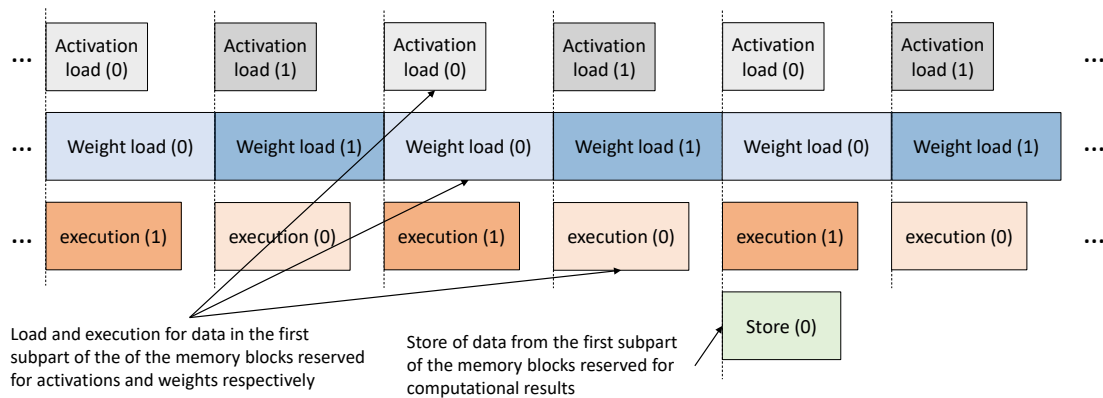 Activation
load (0)
Activation
load (1)
Activation
load (0)
Activation
load (1)
Activation
load (0)
Activation
load (1)
... ...
... Weight load (0) Weight load (1) Weight load (0) Weight load (1) Weight load (0) Weight load (1) ...
... execution (1) execution (0) execution (1) execution (0) execution (1) execution (0) ...
Store (0)
Load and execution for data in the first
subpart of the of the memory blocks reserved
for activations and weights respectively
Store of data from the first subpart
of the memory blocks reserved for
computational results